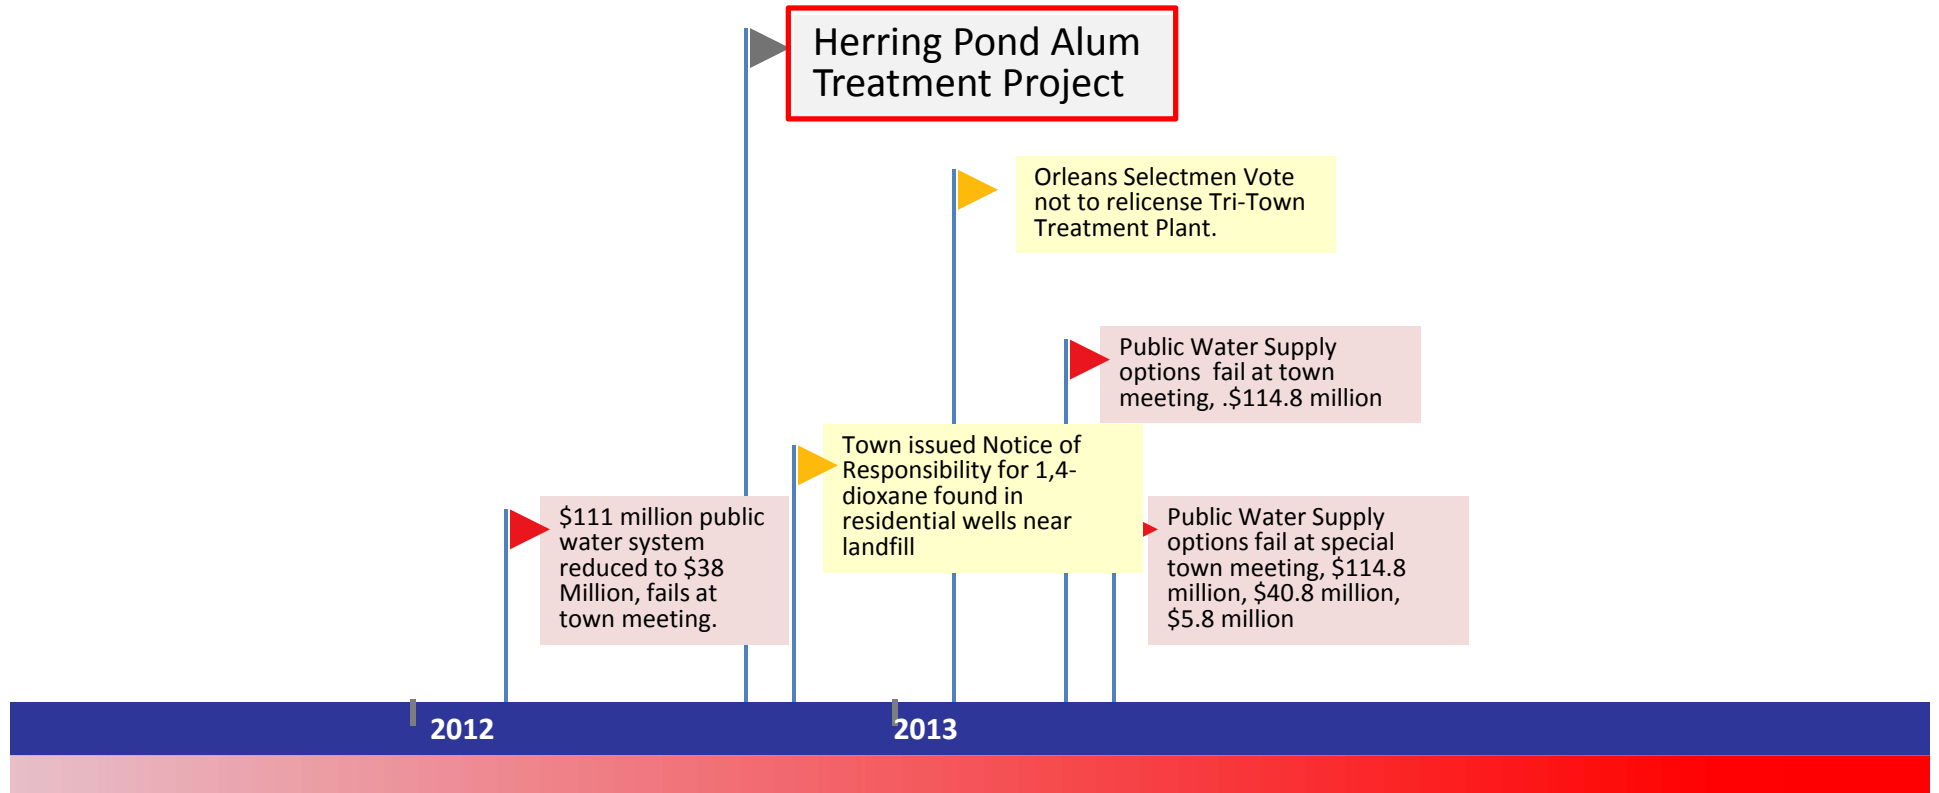 Herring Pond Alum
Treatment Project
Orleans Selectmen Vote
not to relicense Tri-Town
Treatment Plant.
Public Water Supply
options  fail at town
meeting, .$114.8 million
Town issued Notice of
Responsibility for 1,4-
dioxane found in
residential wells near
landfill
$111 million public
water system
reduced to $38
Million, fails at
town meeting.
Public Water Supply
options fail at special
town meeting, $114.8
million, $40.8 million,
$5.8 million
2012
2013